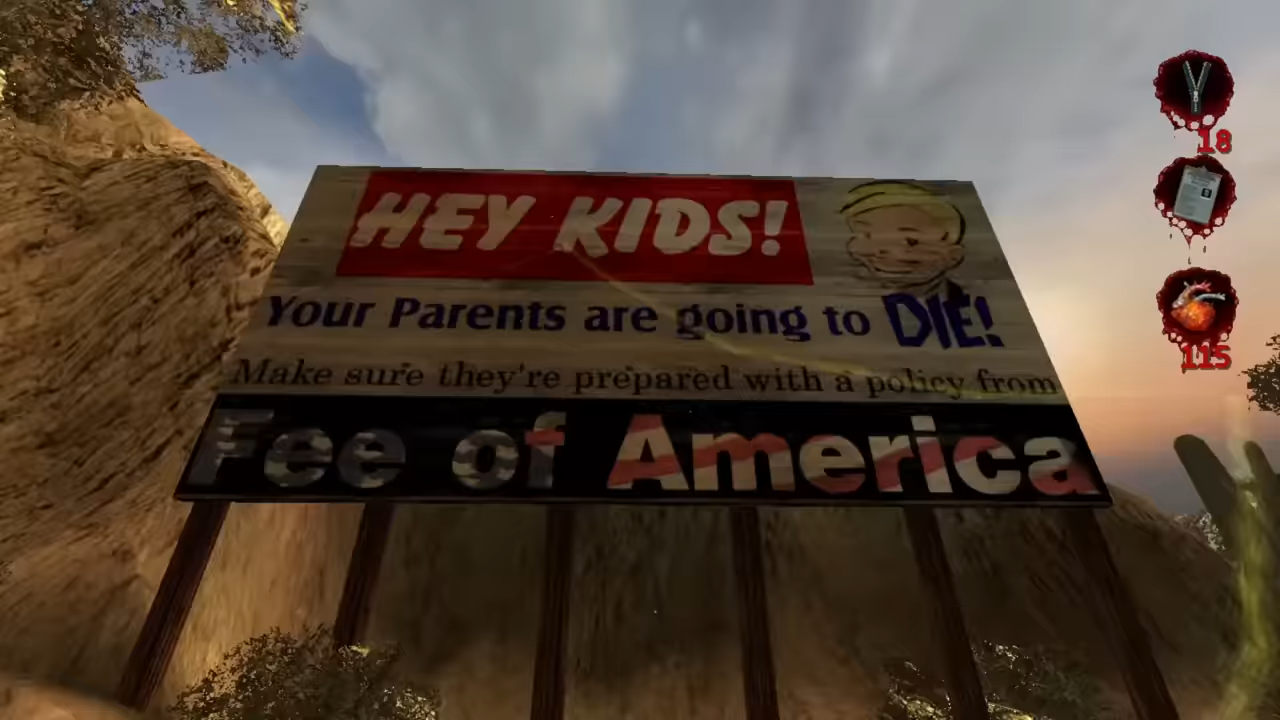 HEY KIDS!
Your Parents are going to DIE!
Make sure they're prepared with a policy from
Fee of America
18
115